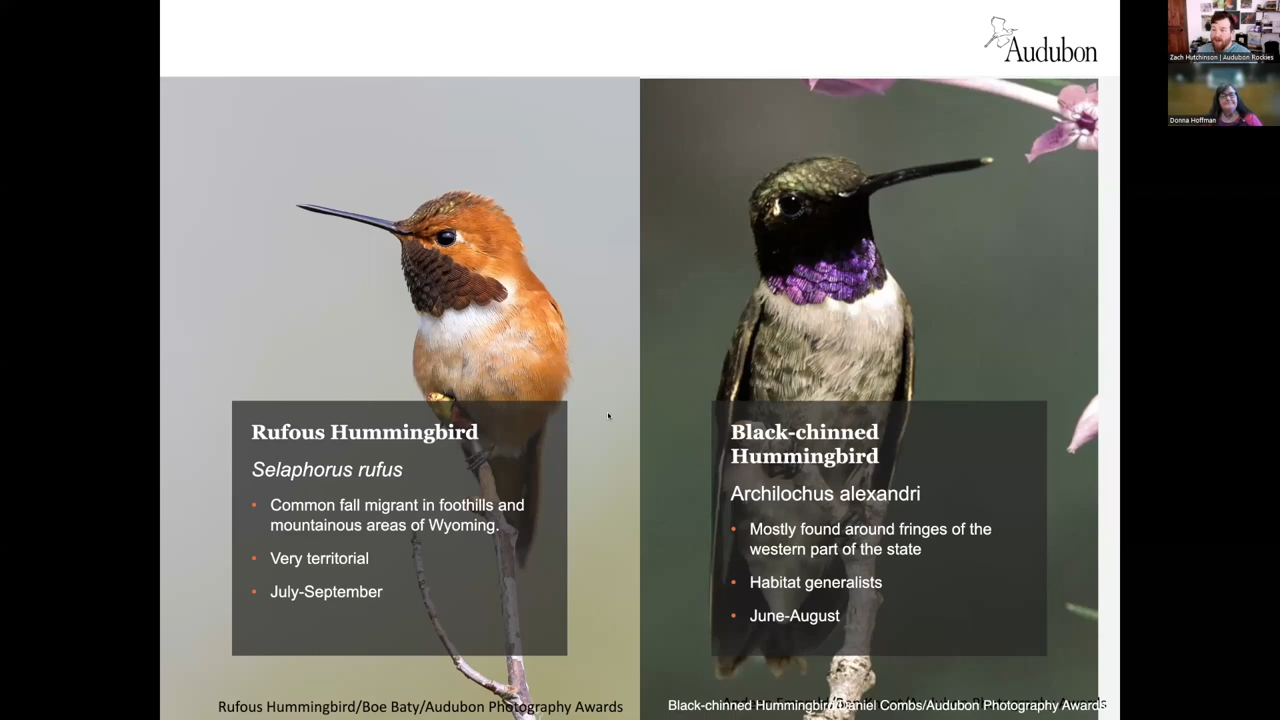 Audubon
Zach Hutchinson | Audubon Rockies
Donna Hoffman
Rufous Hummingbird
Selaphorus rufus
• Common fall migrant in foothills and
mountainous areas of Wyoming.
• Very territorial
• July-September
Rufous Hummingbird/Boe Baty/Audubon Photography Awards
Black-chinned
Hummingbird
Archilochus alexandri
• Mostly found around fringes of the
western part of the state
• Habitat generalists
• June-August
Black-chinned Hummingbird/Daniel Combs/Audubon Photography Awards